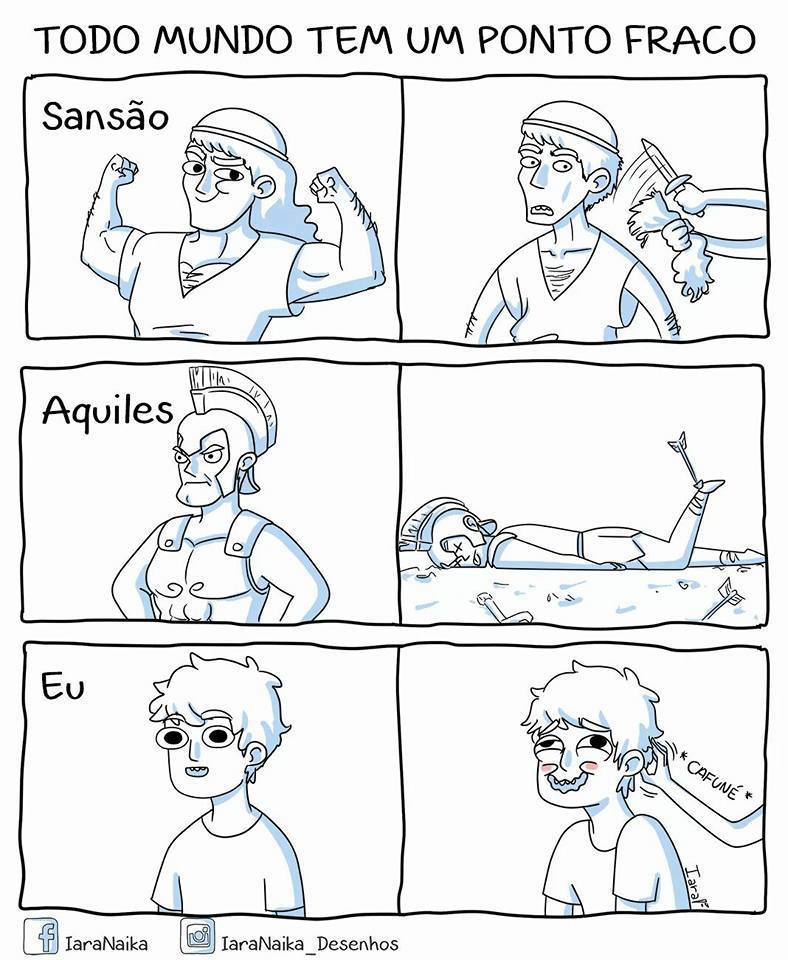 TODO MUNDO TEM UM PONTO FRACO
Sansão
Aquiles
Eu
* CAFUNÉ *
Iara
IaraNaika
IaraNaika_Desenhos